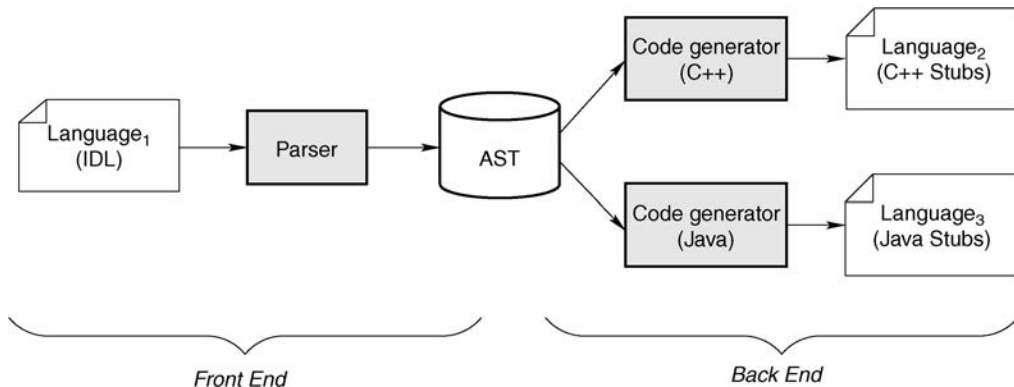 Language₁
(IDL)
Parser
AST
Code generator
(C++)
Language₂
(C++ Stubs)
Code generator
(Java)
Language₃
(Java Stubs)
Front End
Back End